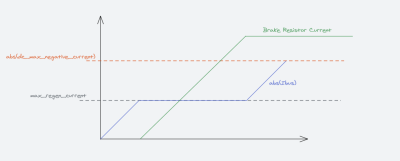 Brake Resistor Current
abs(dc_max_negative_current)
abs(Ibus)
max_regen_current